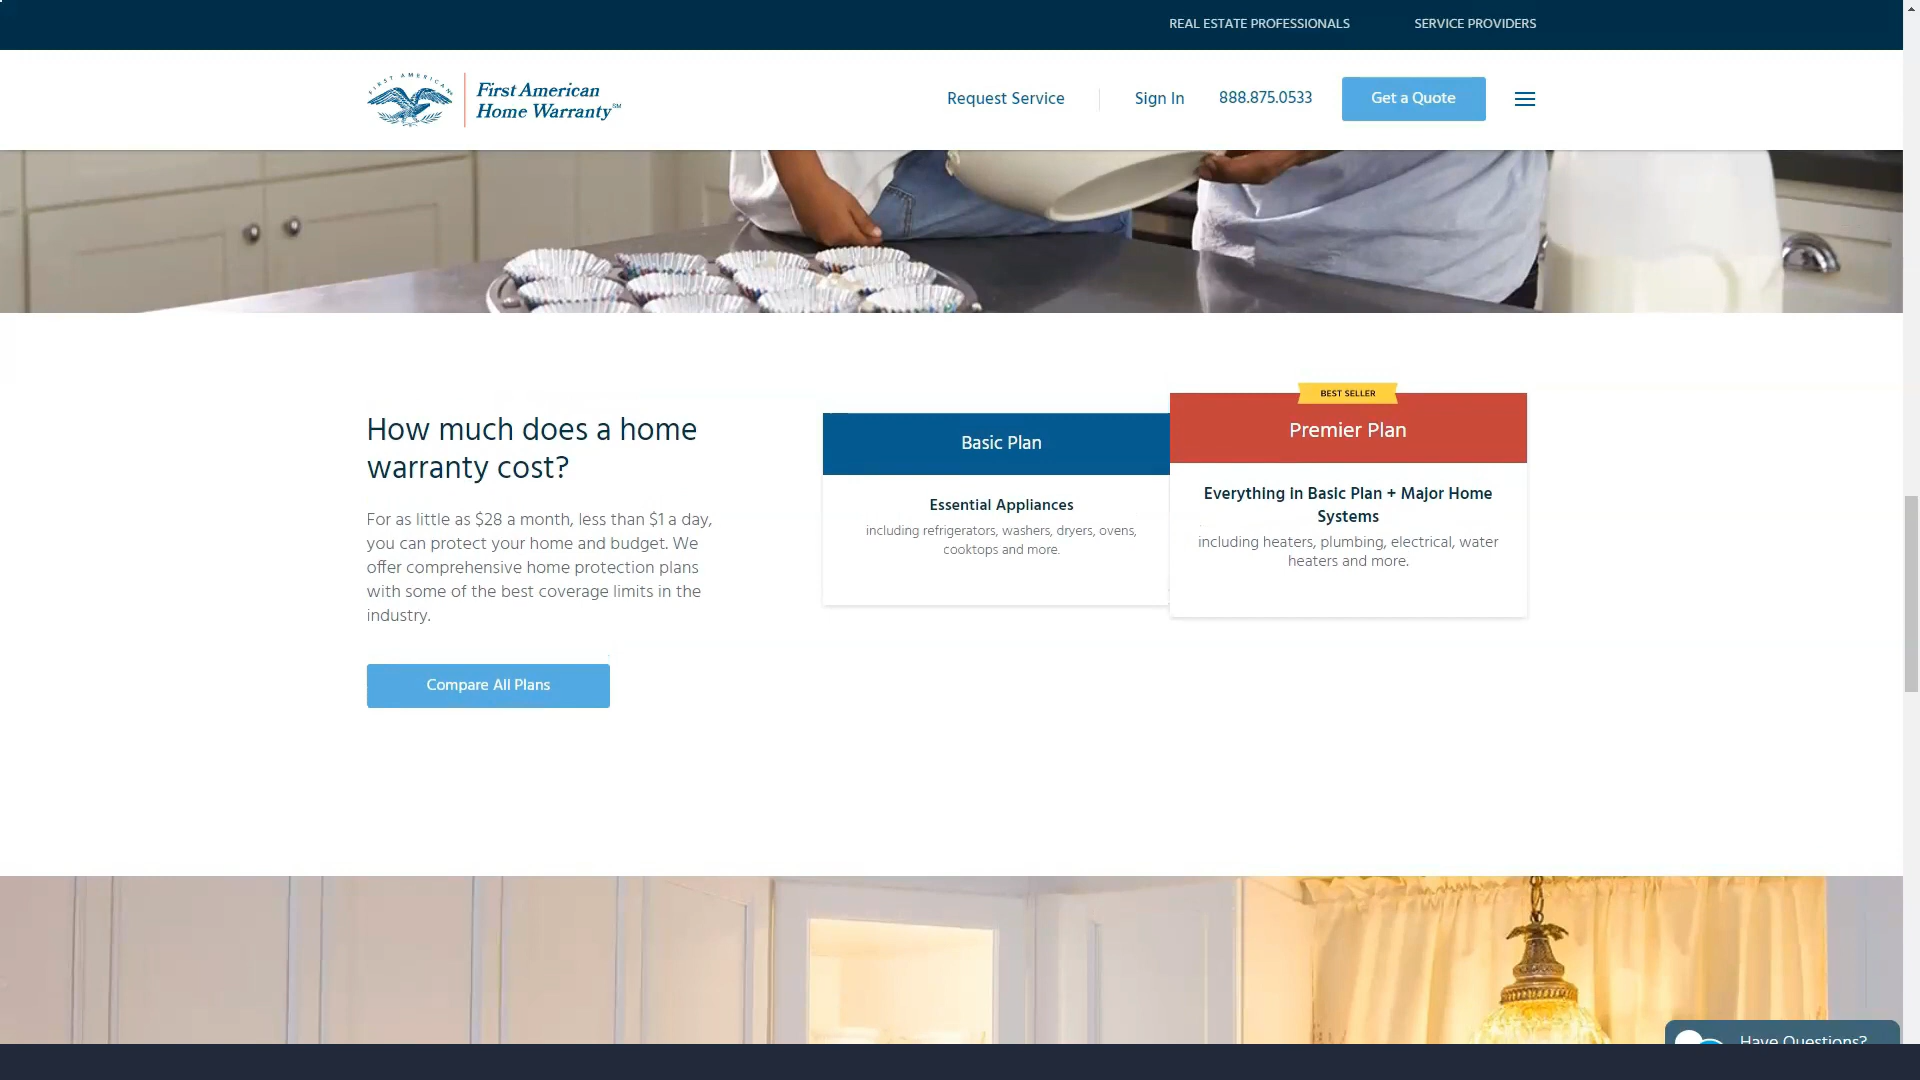 REAL ESTATE PROFESSIONALS
SERVICE PROVIDERS
FIRST AMERICAN
First American
Home Warranty℠
Request Service
Sign In
888.875.0533
Get a Quote
How much does a home
warranty cost?
For as little as $28 a month, less than $1 a day,
you can protect your home and budget. We
offer comprehensive home protection plans
with some of the best coverage limits in the
industry.
Compare All Plans
Basic Plan
Essential Appliances
including refrigerators, washers, dryers, ovens,
cooktops and more.
BEST SELLER
Premier Plan
Everything in Basic Plan + Major Home
Systems
including heaters, plumbing, electrical, water
heaters and more.
Have Questions?